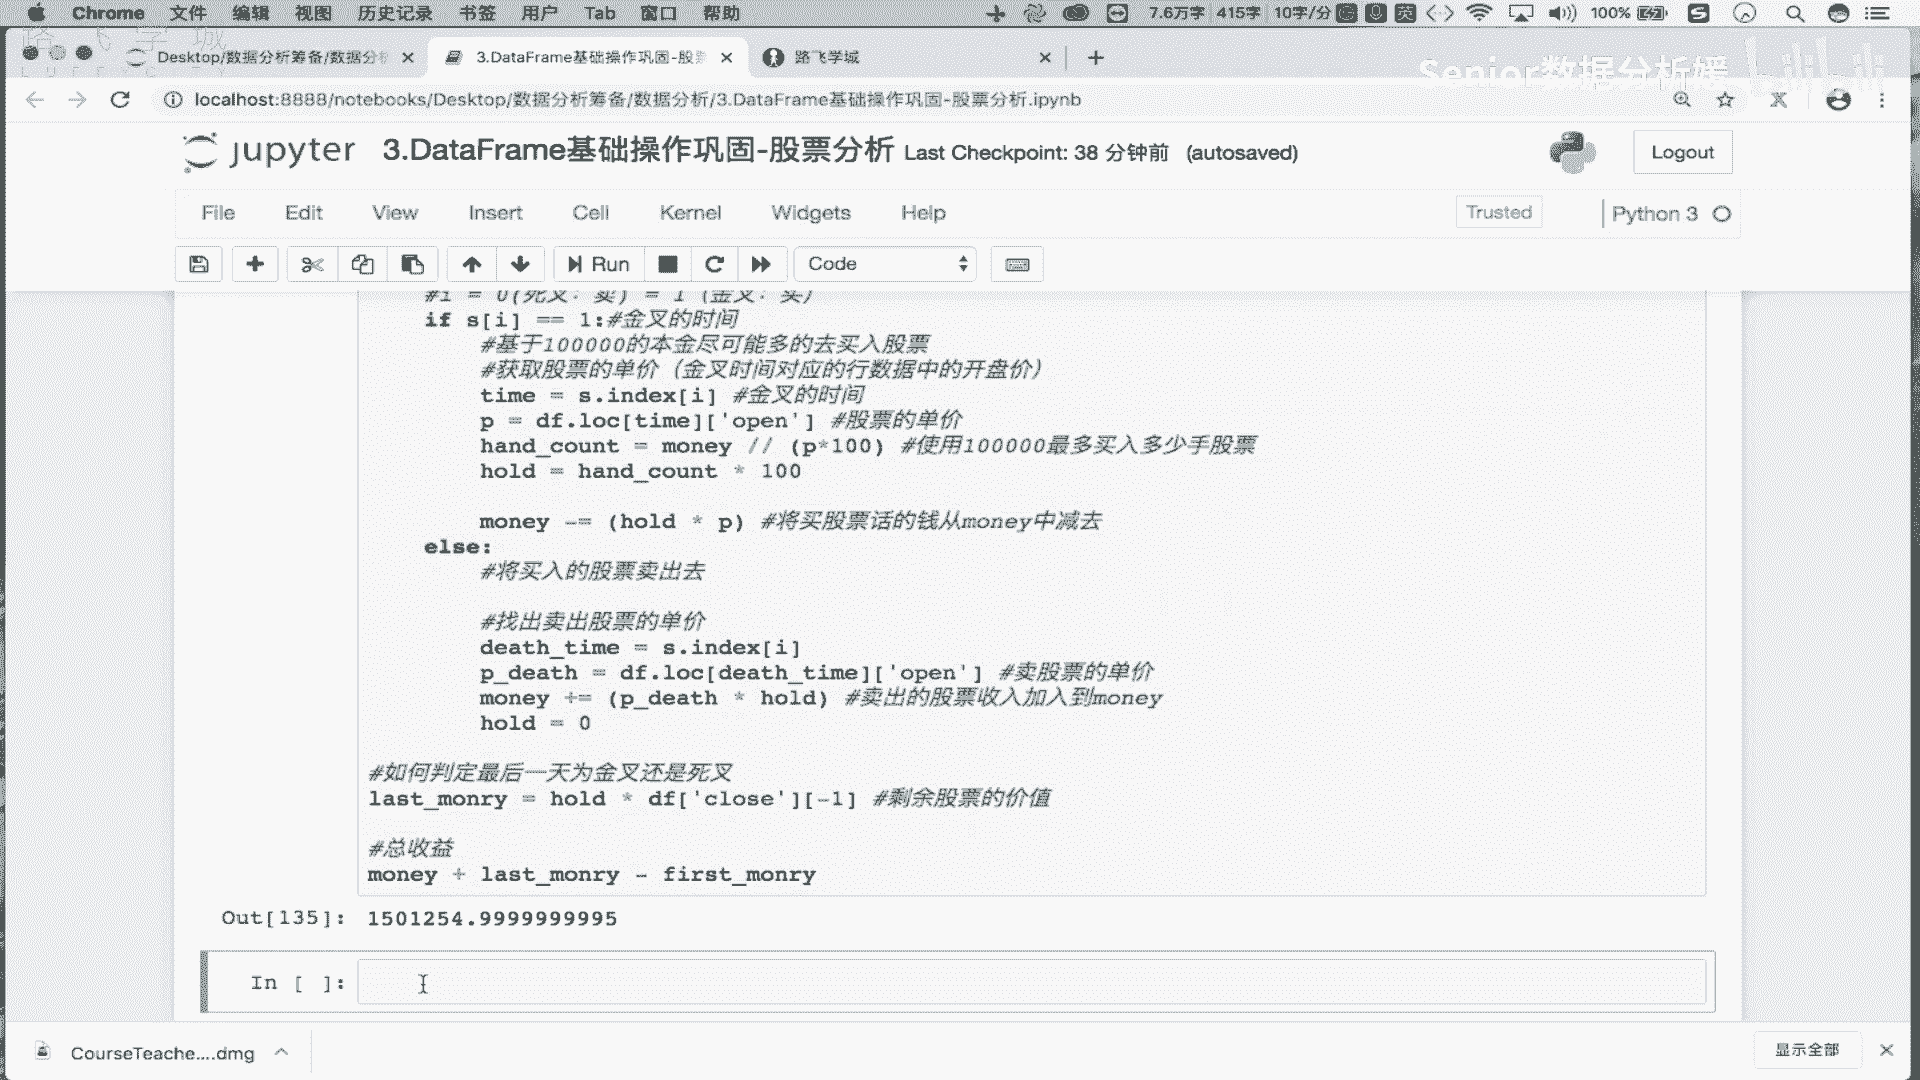 Chrome 文件 编辑 视图 历史记录 书签 用户 Tab 窗口 帮助 7.6万字 415字 10字/分 英 100%
Desktop/数据分析筹备/数据分析 3.DataFrame基础操作巩固-股票 路飞学城
Senior数据分析媛 bilibili
localhost:8888/notebooks/Desktop/数据分析筹备/数据分析/3.DataFrame基础操作巩固-股票分析.ipynb
jupyter 3.DataFrame基础操作巩固-股票分析 Last Checkpoint: 38 分钟前 (autosaved) Logout
File Edit View Insert Cell Kernel Widgets Help Trusted Python 3
Run Code
#i = 0(死叉：卖) = 1 (金叉：买)
if s[i] == 1:#金叉的时间
#基于100000的本金尽可能多的去买入股票
#获取股票的单价（金叉时间对应的行数据中的开盘价）
time = s.index[i] #金叉的时间
p = df.loc[time]['open'] #股票的单价
hand_count = money // (p*100) #使用100000最多买入多少手股票
hold = hand_count * 100
money -= (hold * p) #将买股票话的钱从money中减去
else:
#将买入的股票卖出去
#找出卖出股票的单价
death_time = s.index[i]
p_death = df.loc[death_time]['open'] #卖股票的单价
money += (p_death * hold) #卖出的股票收入加入到money
hold = 0
#如何判定最后一天为金叉还是死叉
last_monry = hold * df['close'][-1] #剩余股票的价值
#总收益
money + last_monry - first_monry
Out[135]: 1501254.9999999995
In [ ]:
CourseTeache....dmg 显示全部